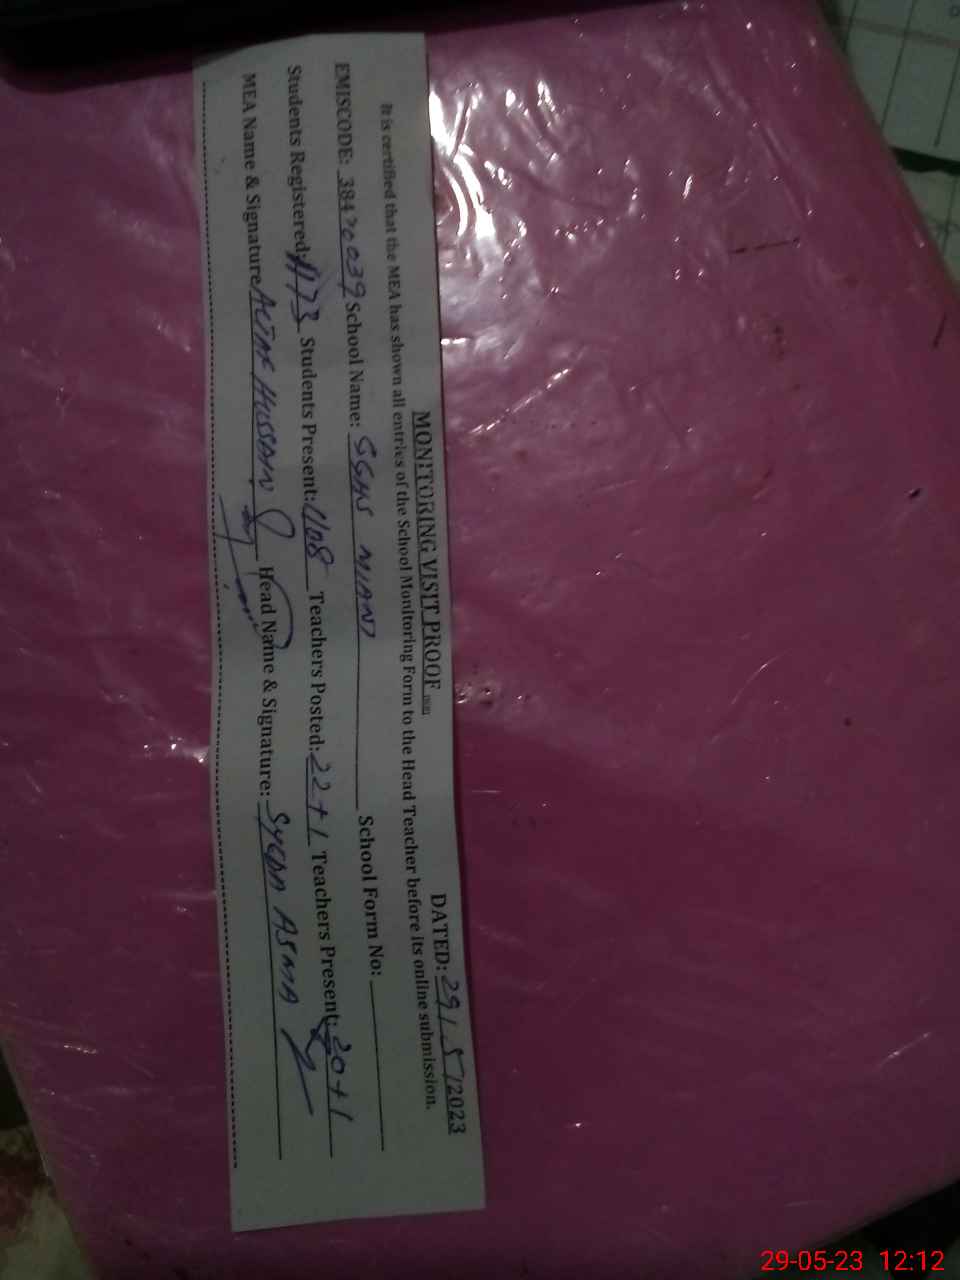 MONITORING VISIT PROOF DATED: 29/5/2023
It is certified that the MEA has shown all entries of the School Monitoring Form to the Head Teacher before its online submission.
EMISCODE: 38470039 School Name: GGHS MIANI School Form No:
Students Registered: 1173 Students Present: 1108 Teachers Posted: 22+1 Teachers Present: 20+1
MEA Name & Signature ALTAF HUSSAIN Head Name & Signature: SYEDA ASMA
29-05-23 12:12